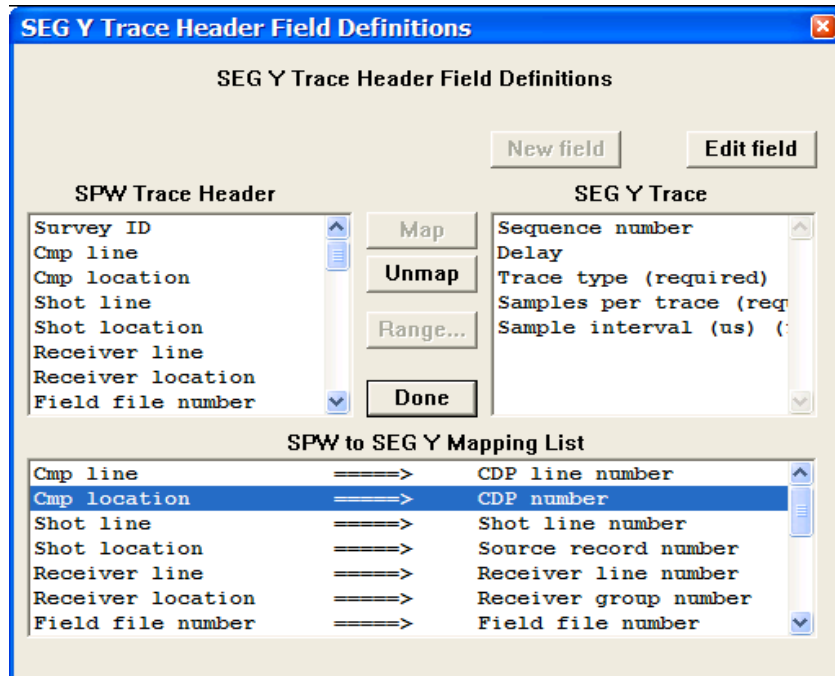 SEG Y Trace Header Field Definitions
SEG Y Trace Header Field Definitions
New field
Edit field
SPW Trace Header
SEG Y Trace
Survey ID
Cmp line
Cmp location
Shot line
Shot location
Receiver line
Receiver location
Field file number
Map
Unmap
Range...
Done
Sequence number
Delay
Trace type (required)
Samples per trace (requ
Sample interval (us) (
SPW to SEG Y Mapping List
Cmp line =====> CDP line number
Cmp location =====> CDP number
Shot line =====> Shot line number
Shot location =====> Source record number
Receiver line =====> Receiver line number
Receiver location =====> Receiver group number
Field file number =====> Field file number